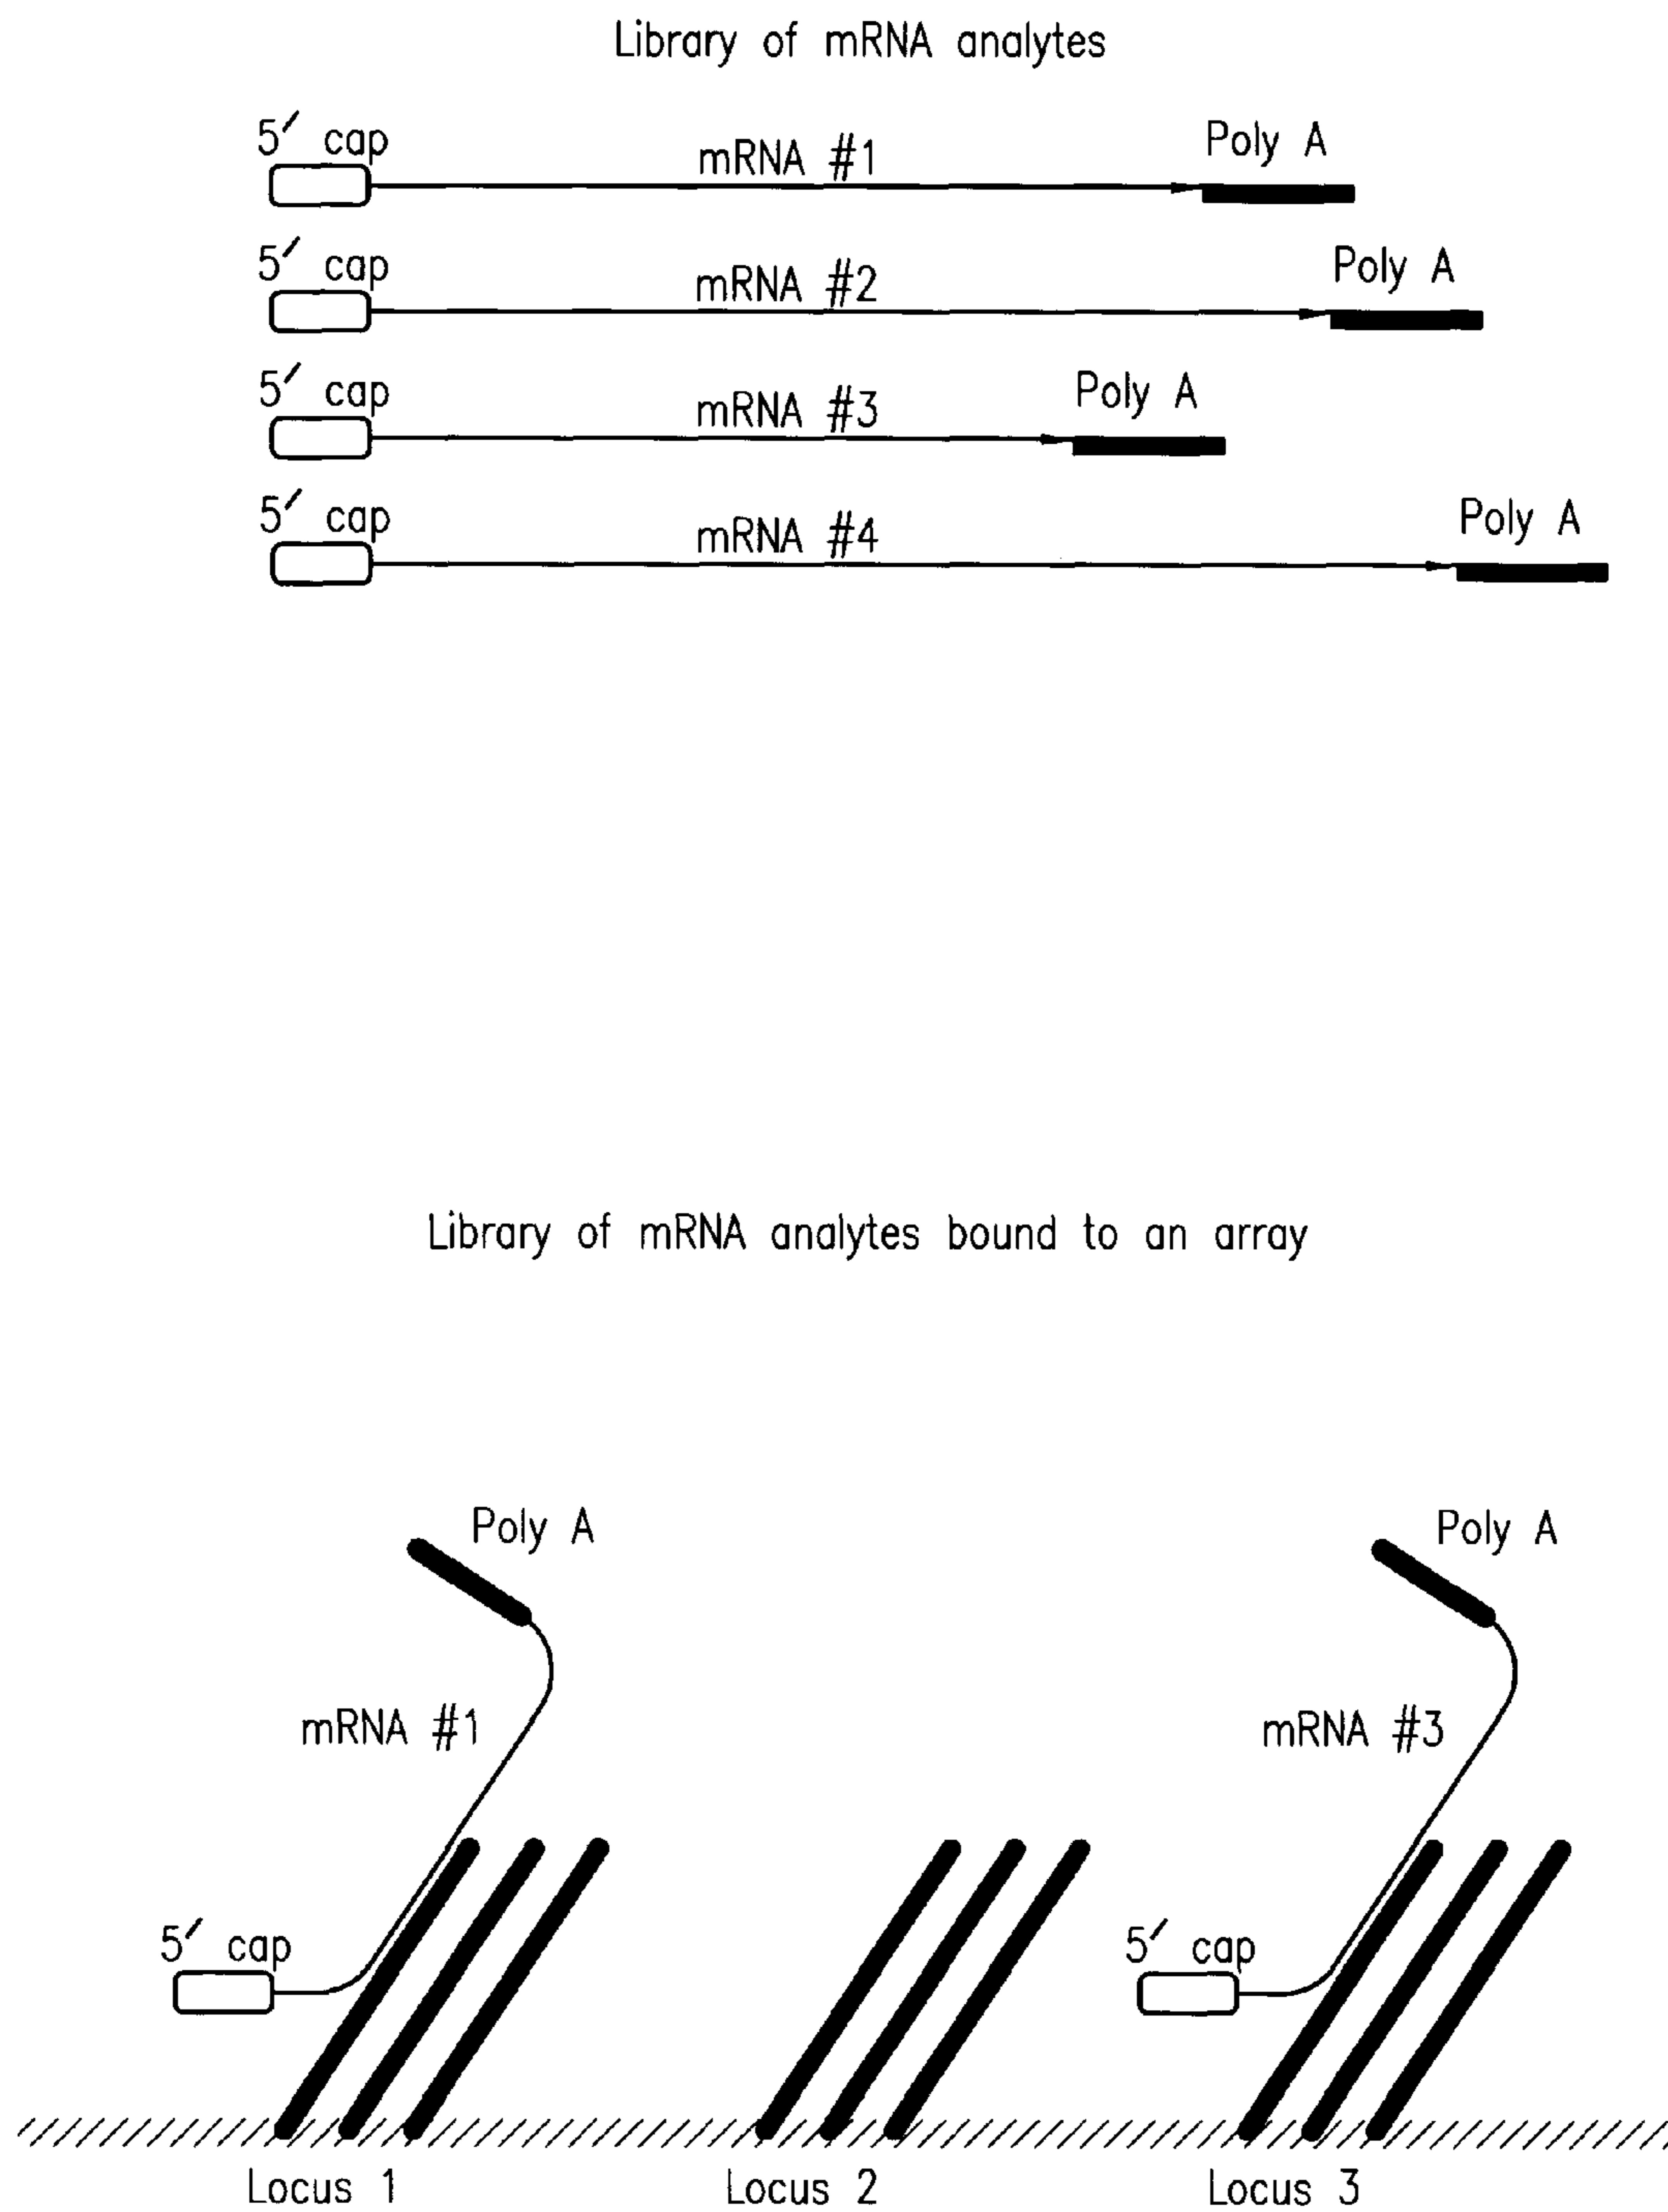 Library of mRNA analytes
5′ cap
mRNA #1
Poly A
5′ cap
mRNA #2
Poly A
5′ cap
mRNA #3
Poly A
5′ cap
mRNA #4
Poly A
Library of mRNA analytes bound to an array
Poly A
mRNA #1
5′ cap
Poly A
mRNA #3
5′ cap
Locus 1
Locus 2
Locus 3